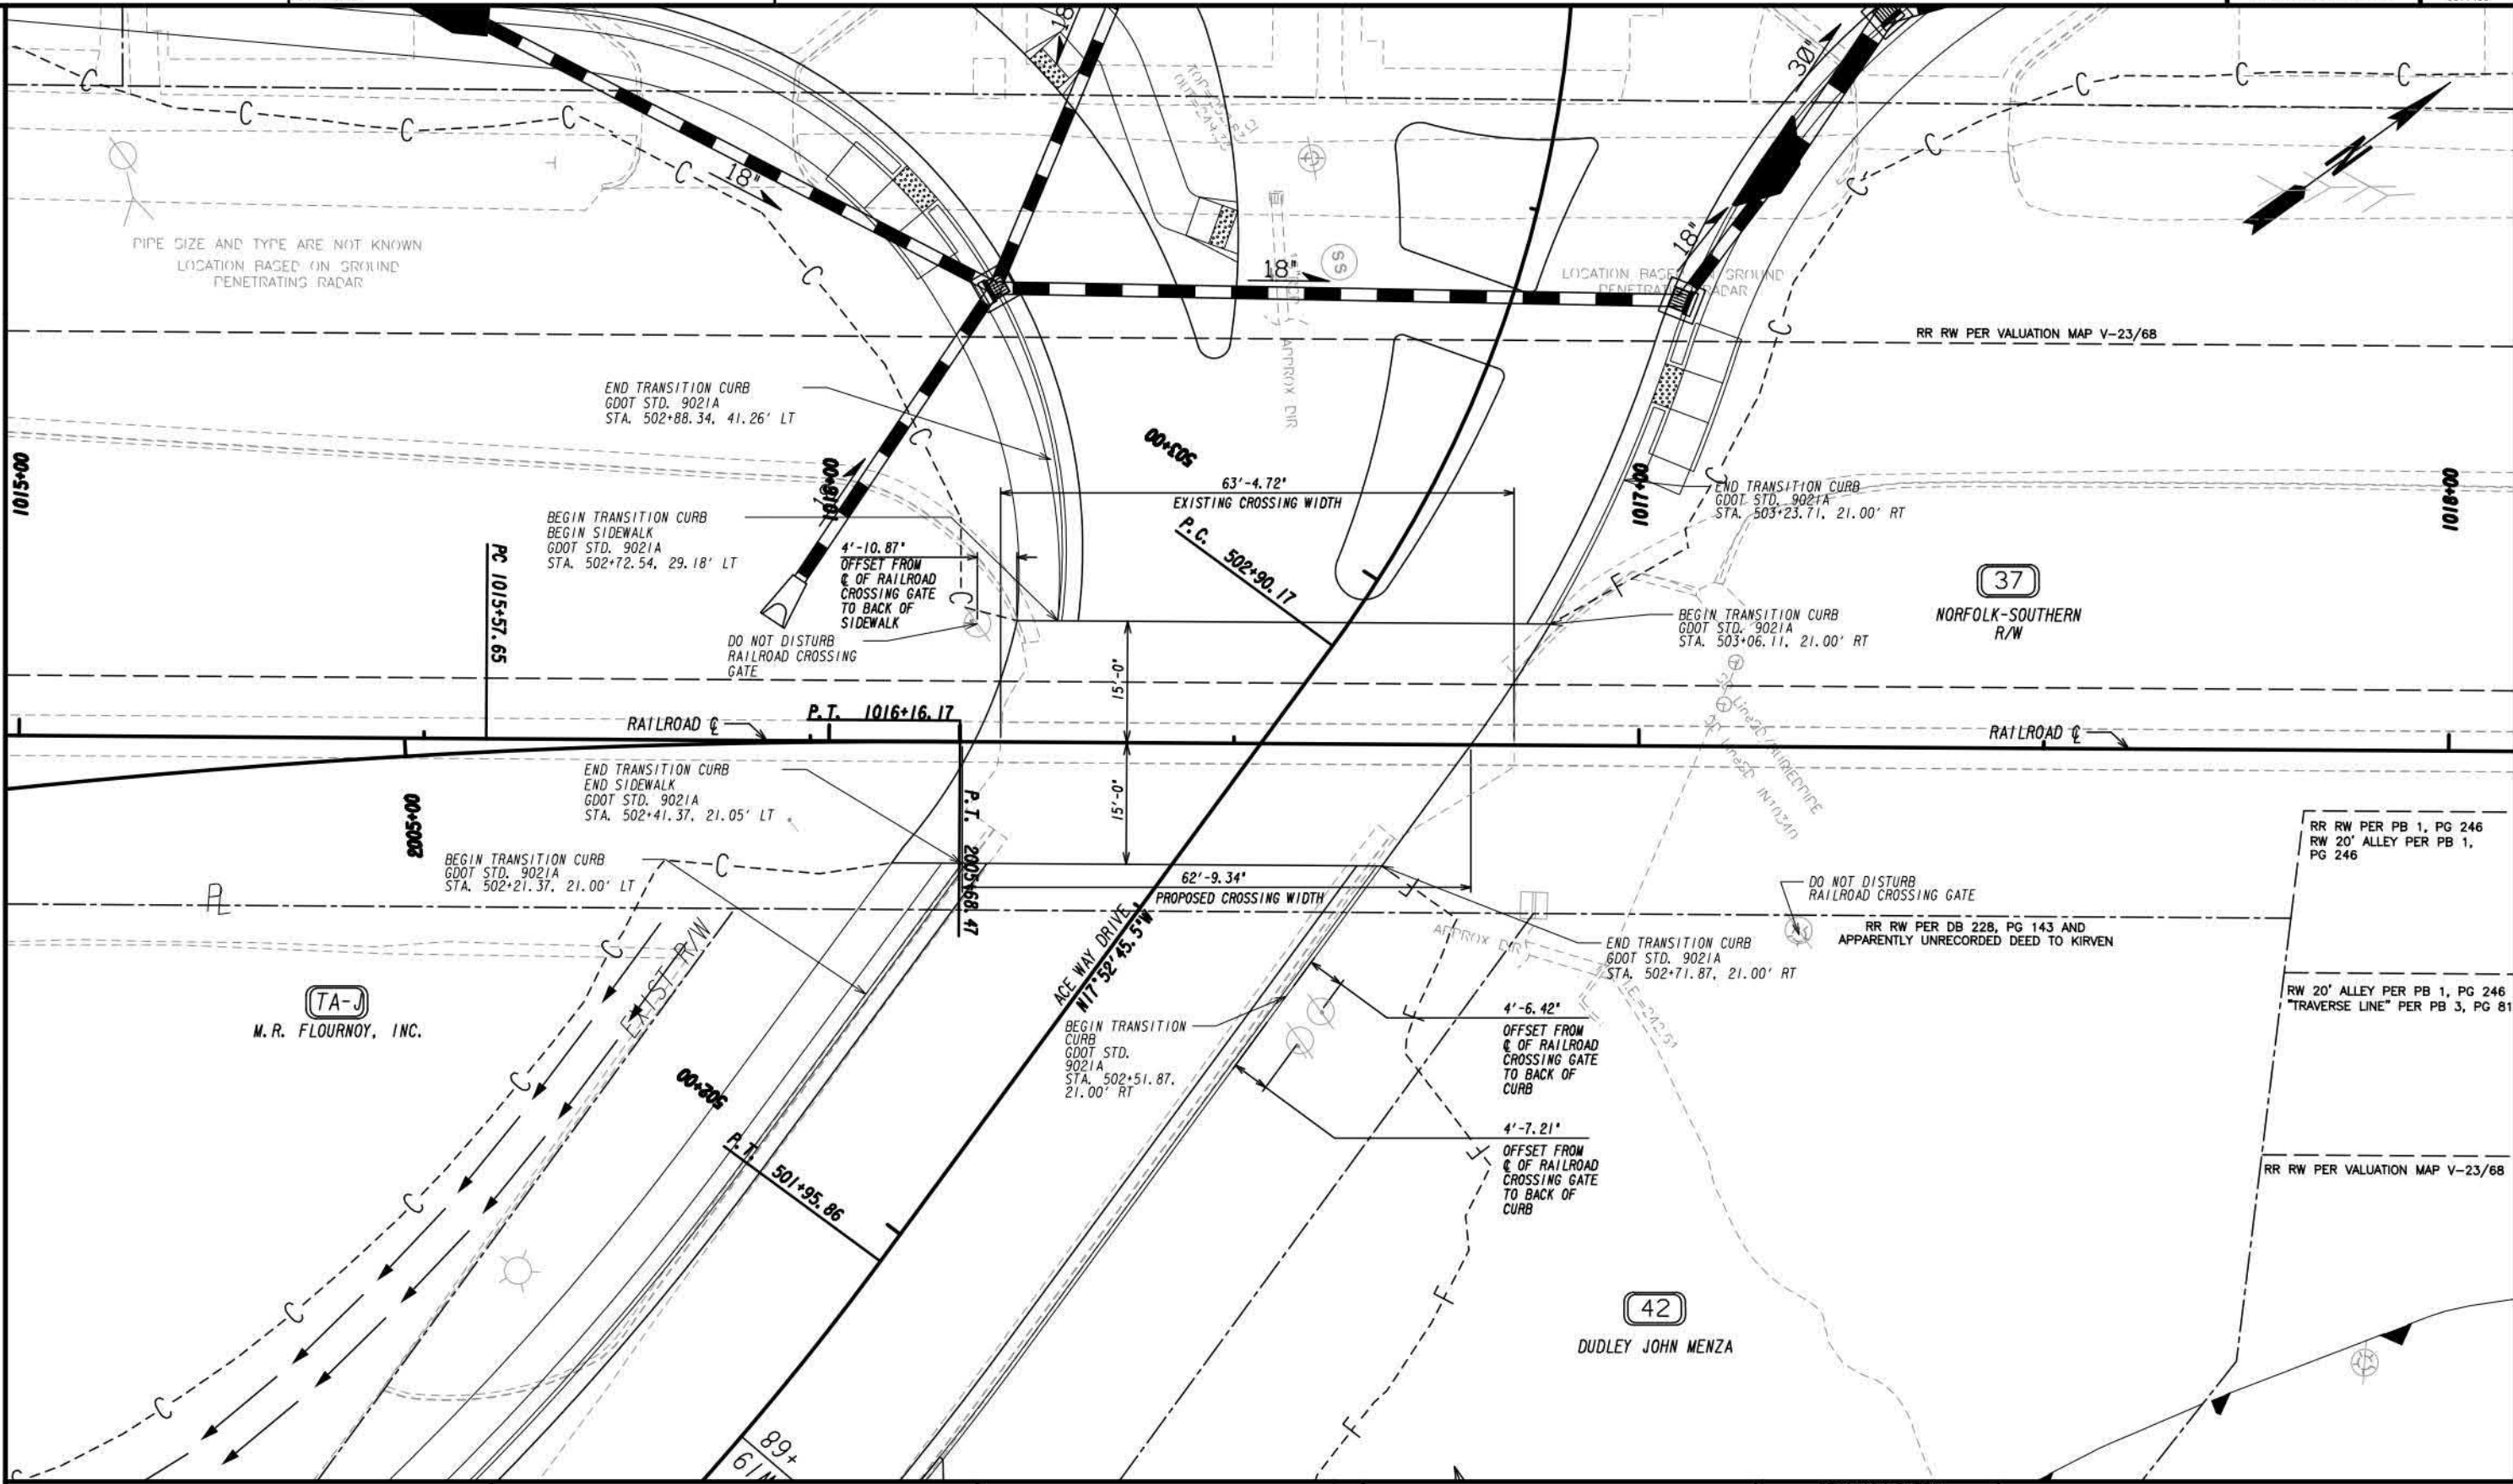 18"
30"
N
18"
18"
18"
PIPE SIZE AND TYPE ARE NOT KNOWN
LOCATION BASED ON GROUND
PENETRATING RADAR
SS
APPROX DIR
RR RW PER VALUATION MAP V-23/68
END TRANSITION CURB
GDOT STD. 9021A
STA. 502+88.34, 41.26' LT
503+00
1015+00
1016+00
1017+00
1018+00
63'-4.72"
EXISTING CROSSING WIDTH
END TRANSITION CURB
GDOT STD. 9021A
STA. 503+23.71, 21.00' RT
BEGIN TRANSITION CURB
BEGIN SIDEWALK
GDOT STD. 9021A
STA. 502+72.54, 29.18' LT
P.C. 502+90.17
4'-10.87"
OFFSET FROM
℄ OF RAILROAD
CROSSING GATE
TO BACK OF
SIDEWALK
PC 1015+57.65
37
NORFOLK-SOUTHERN
R/W
BEGIN TRANSITION CURB
GDOT STD. 9021A
STA. 503+06.11, 21.00' RT
DO NOT DISTURB
RAILROAD CROSSING
GATE
15'-0"
P.T. 1016+16.17
RAILROAD ℄
RAILROAD ℄
END TRANSITION CURB
END SIDEWALK
GDOT STD. 9021A
STA. 502+41.37, 21.05' LT
15'-0"
2005+00
P.T. 2005+68.47
RR RW PER PB 1, PG 246
RW 20' ALLEY PER PB 1,
PG 246
BEGIN TRANSITION CURB
GDOT STD. 9021A
STA. 502+21.37, 21.00' LT
62'-9.34"
PROPOSED CROSSING WIDTH
DO NOT DISTURB
RAILROAD CROSSING GATE
RR RW PER DB 228, PG 143 AND
APPARENTLY UNRECORDED DEED TO KIRVEN
ACE WAY DRIVE
N17°52'45.5"W
APPROX DIR
END TRANSITION CURB
GDOT STD. 9021A
STA. 502+71.87, 21.00' RT
EXIST R/W
TA-J
M.R. FLOURNOY, INC.
RW 20' ALLEY PER PB 1, PG 246
"TRAVERSE LINE" PER PB 3, PG 81
4'-6.42"
OFFSET FROM
℄ OF RAILROAD
CROSSING GATE
TO BACK OF
CURB
BEGIN TRANSITION
CURB
GDOT STD.
9021A
STA. 502+51.87,
21.00' RT
502+00
4'-7.21"
OFFSET FROM
℄ OF RAILROAD
CROSSING GATE
TO BACK OF
CURB
P.T. 501+95.86
RR RW PER VALUATION MAP V-23/68
42
DUDLEY JOHN MENZA
+68